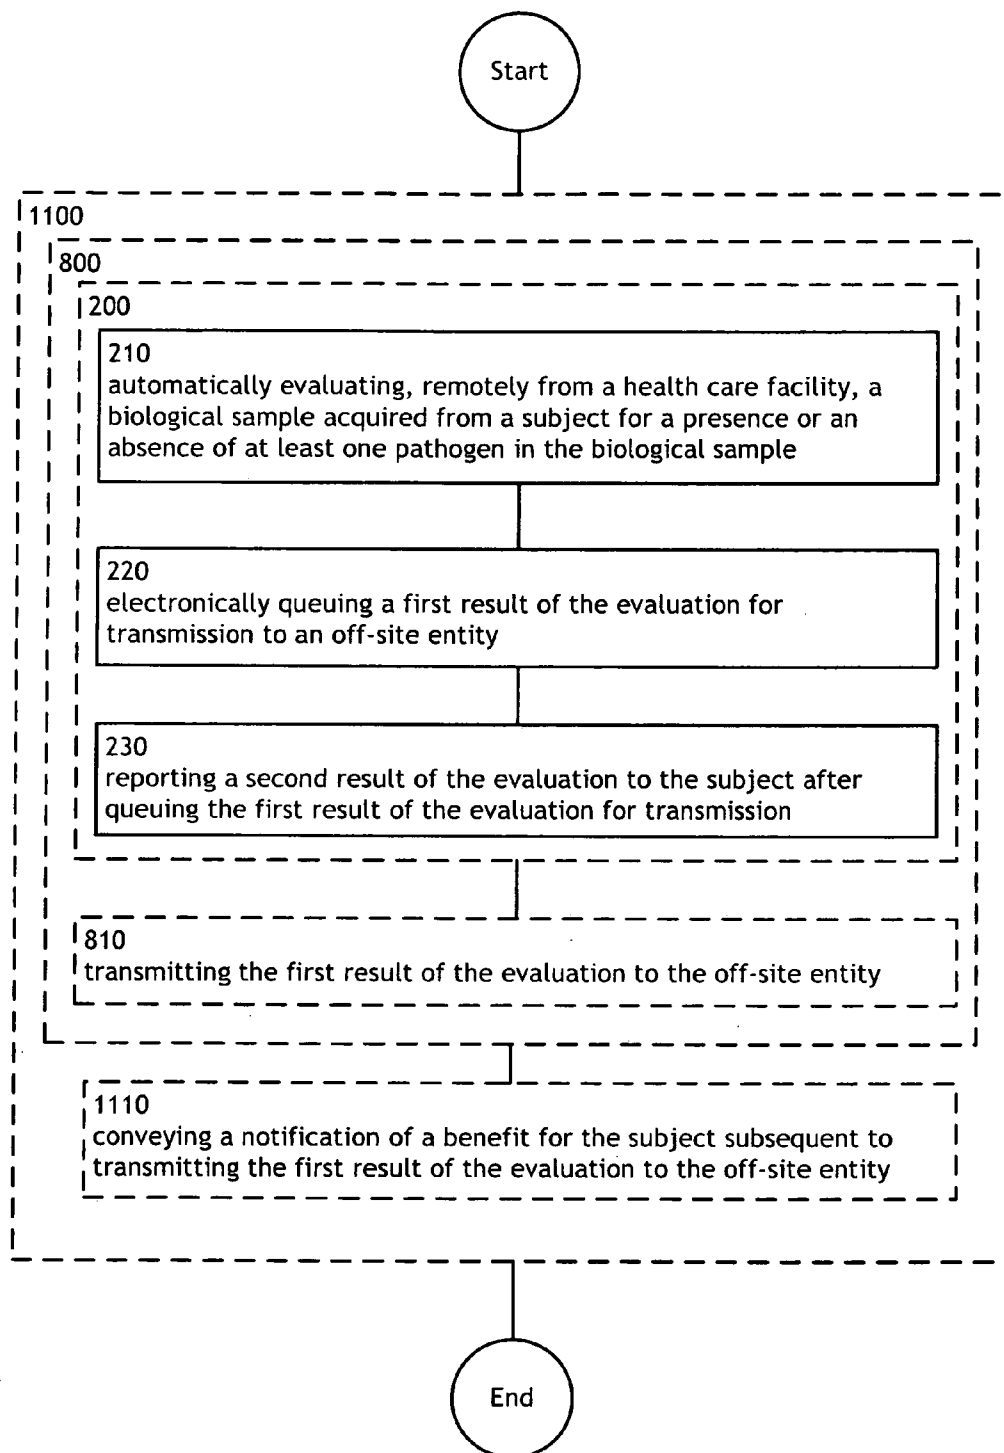 Start
1100
800
200
210
automatically evaluating, remotely from a health care facility, a
biological sample acquired from a subject for a presence or an
absence of at least one pathogen in the biological sample
220
electronically queuing a first result of the evaluation for
transmission to an off-site entity
230
reporting a second result of the evaluation to the subject after
queuing the first result of the evaluation for transmission
810
transmitting the first result of the evaluation to the off-site entity
1110
conveying a notification of a benefit for the subject subsequent to
transmitting the first result of the evaluation to the off-site entity
End